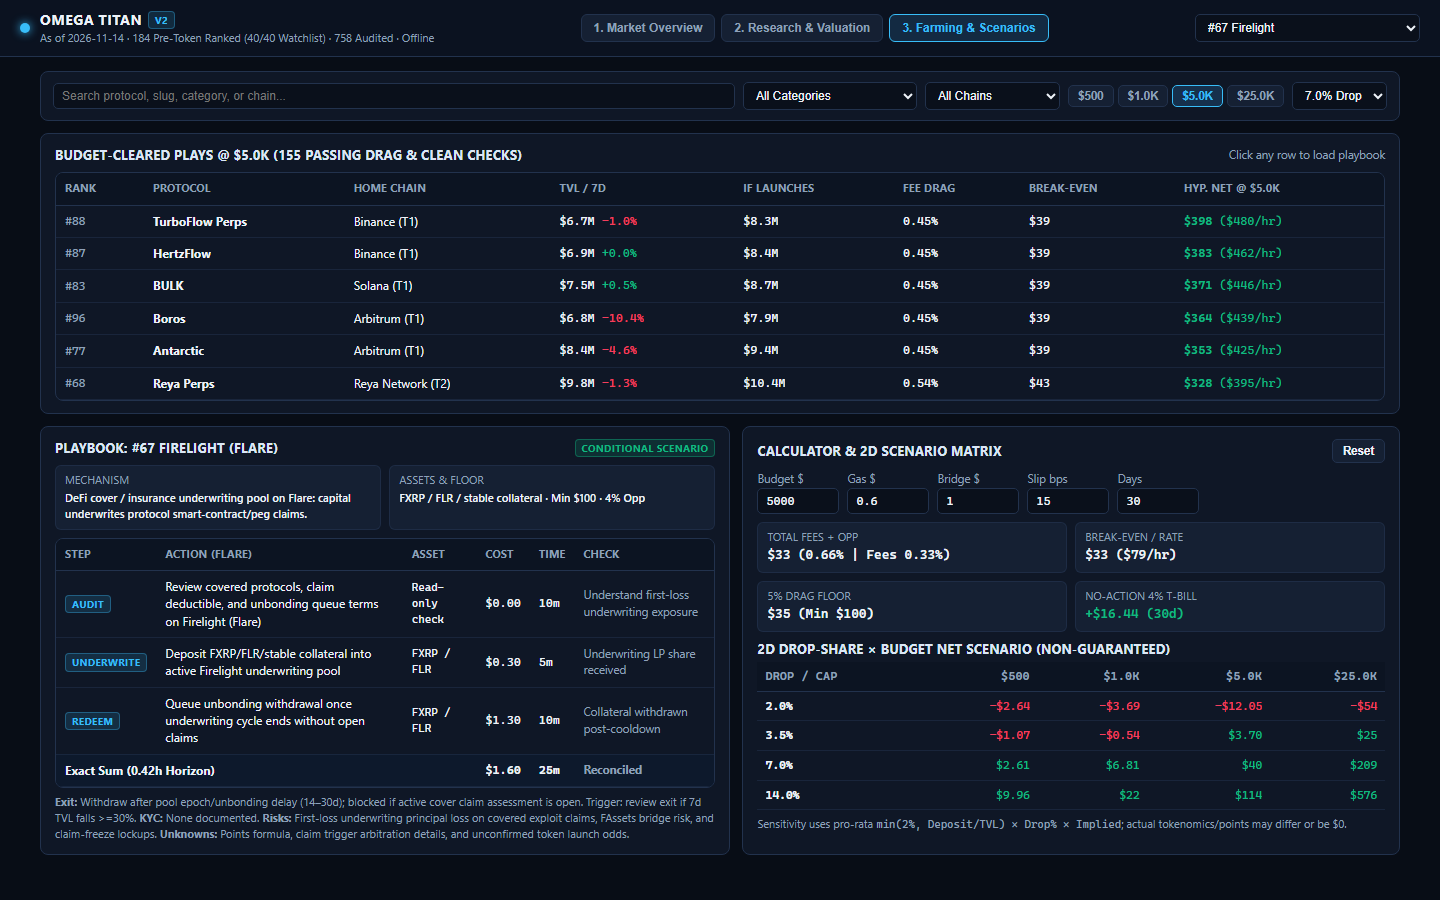 OMEGA TITAN V2
As of 2026-11-14 · 184 Pre-Token Ranked (40/40 Watchlist) · 758 Audited · Offline
1. Market Overview
2. Research & Valuation
3. Farming & Scenarios
#67 Firelight
Search protocol, slug, category, or chain...
All Categories
All Chains
$500
$1.0K
$5.0K
$25.0K
7.0% Drop
BUDGET-CLEARED PLAYS @ $5.0K (155 PASSING DRAG & CLEAN CHECKS)
Click any row to load playbook
RANK PROTOCOL HOME CHAIN TVL / 7D IF LAUNCHES FEE DRAG BREAK-EVEN HYP. NET @ $5.0K
#88 TurboFlow Perps Binance (T1) $6.7M −1.0% $8.3M 0.45% $39 $398 ($480/hr)
#87 HertzFlow Binance (T1) $6.9M +0.0% $8.4M 0.45% $39 $383 ($462/hr)
#83 BULK Solana (T1) $7.5M +0.5% $8.7M 0.45% $39 $371 ($446/hr)
#96 Boros Arbitrum (T1) $6.8M −10.4% $7.9M 0.45% $39 $364 ($439/hr)
#77 Antarctic Arbitrum (T1) $8.4M −4.6% $9.4M 0.45% $39 $353 ($425/hr)
#68 Reya Perps Reya Network (T2) $9.8M −1.3% $10.4M 0.54% $43 $328 ($395/hr)
PLAYBOOK: #67 FIRELIGHT (FLARE)
CONDITIONAL SCENARIO
MECHANISM
DeFi cover / insurance underwriting pool on Flare: capital
underwrites protocol smart-contract/peg claims.
ASSETS & FLOOR
FXRP / FLR / stable collateral · Min $100 · 4% Opp
STEP ACTION (FLARE) ASSET COST TIME CHECK
AUDIT
Review covered protocols, claim
deductible, and unbonding queue terms
on Firelight (Flare)
Read−
only
check
$0.00 10m
Understand first-loss
underwriting exposure
UNDERWRITE
Deposit FXRP/FLR/stable collateral into
active Firelight underwriting pool
FXRP /
FLR
$0.30 5m
Underwriting LP share
received
REDEEM
Queue unbonding withdrawal once
underwriting cycle ends without open
claims
FXRP /
FLR
$1.30 10m
Collateral withdrawn
post-cooldown
Exact Sum (0.42h Horizon) $1.60 25m Reconciled
Exit: Withdraw after pool epoch/unbonding delay (14–30d); blocked if active cover claim assessment is open. Trigger: review exit if 7d
TVL falls >=30%. KYC: None documented. Risks: First-loss underwriting principal loss on covered exploit claims, FAssets bridge risk, and
claim-freeze lockups. Unknowns: Points formula, claim trigger arbitration details, and unconfirmed token launch odds.
CALCULATOR & 2D SCENARIO MATRIX
Reset
Budget $ Gas $ Bridge $ Slip bps Days
5000 0.6 1 15 30
TOTAL FEES + OPP
$33 (0.66% | Fees 0.33%)
BREAK-EVEN / RATE
$33 ($79/hr)
5% DRAG FLOOR
$35 (Min $100)
NO-ACTION 4% T-BILL
+$16.44 (30d)
2D DROP-SHARE × BUDGET NET SCENARIO (NON-GUARANTEED)
DROP / CAP $500 $1.0K $5.0K $25.0K
2.0% −$2.64 −$3.69 −$12.05 −$54
3.5% −$1.07 −$0.54 $3.70 $25
7.0% $2.61 $6.81 $40 $209
14.0% $9.96 $22 $114 $576
Sensitivity uses pro-rata min(2%, Deposit/TVL) × Drop% × Implied; actual tokenomics/points may differ or be $0.